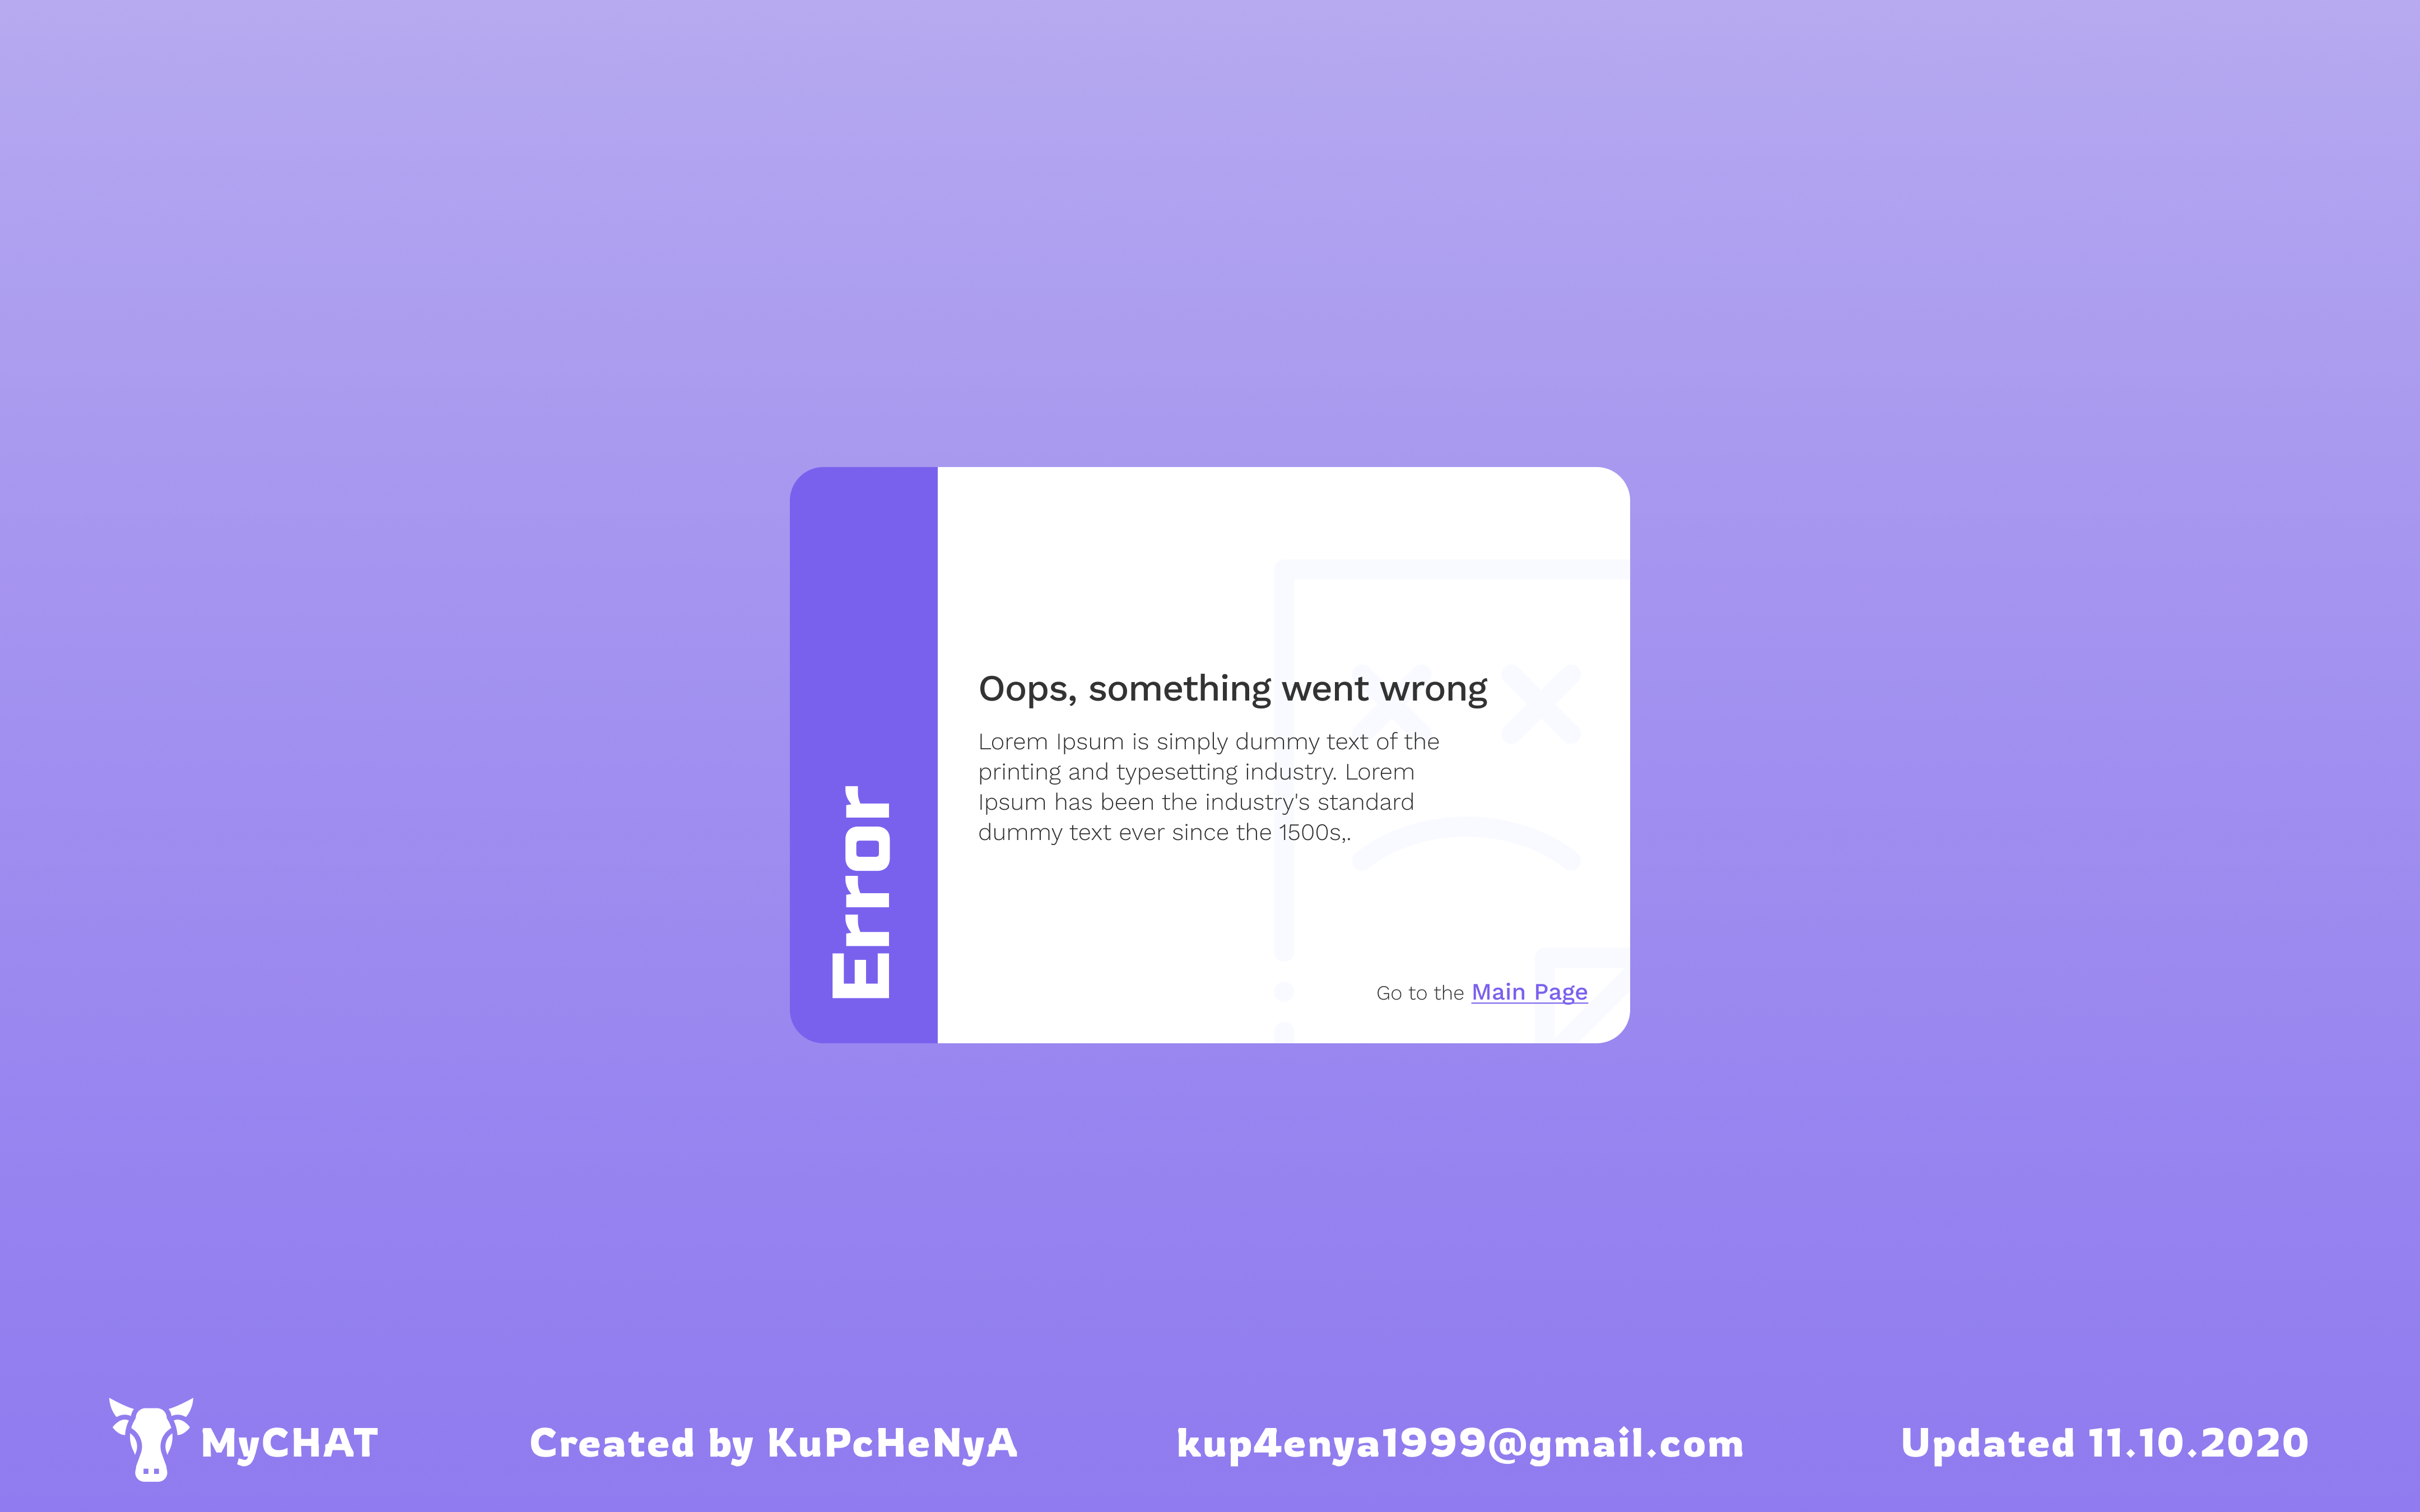 Error
Oops, something went wrong
Lorem Ipsum is simply dummy text of the
printing and typesetting industry. Lorem
Ipsum has been the industry's standard
dummy text ever since the 1500s,.
Go to the Main Page
MyCHAT
Created by KuPcHeNyA
kup4enya1999@gmail.com
Updated 11.10.2020